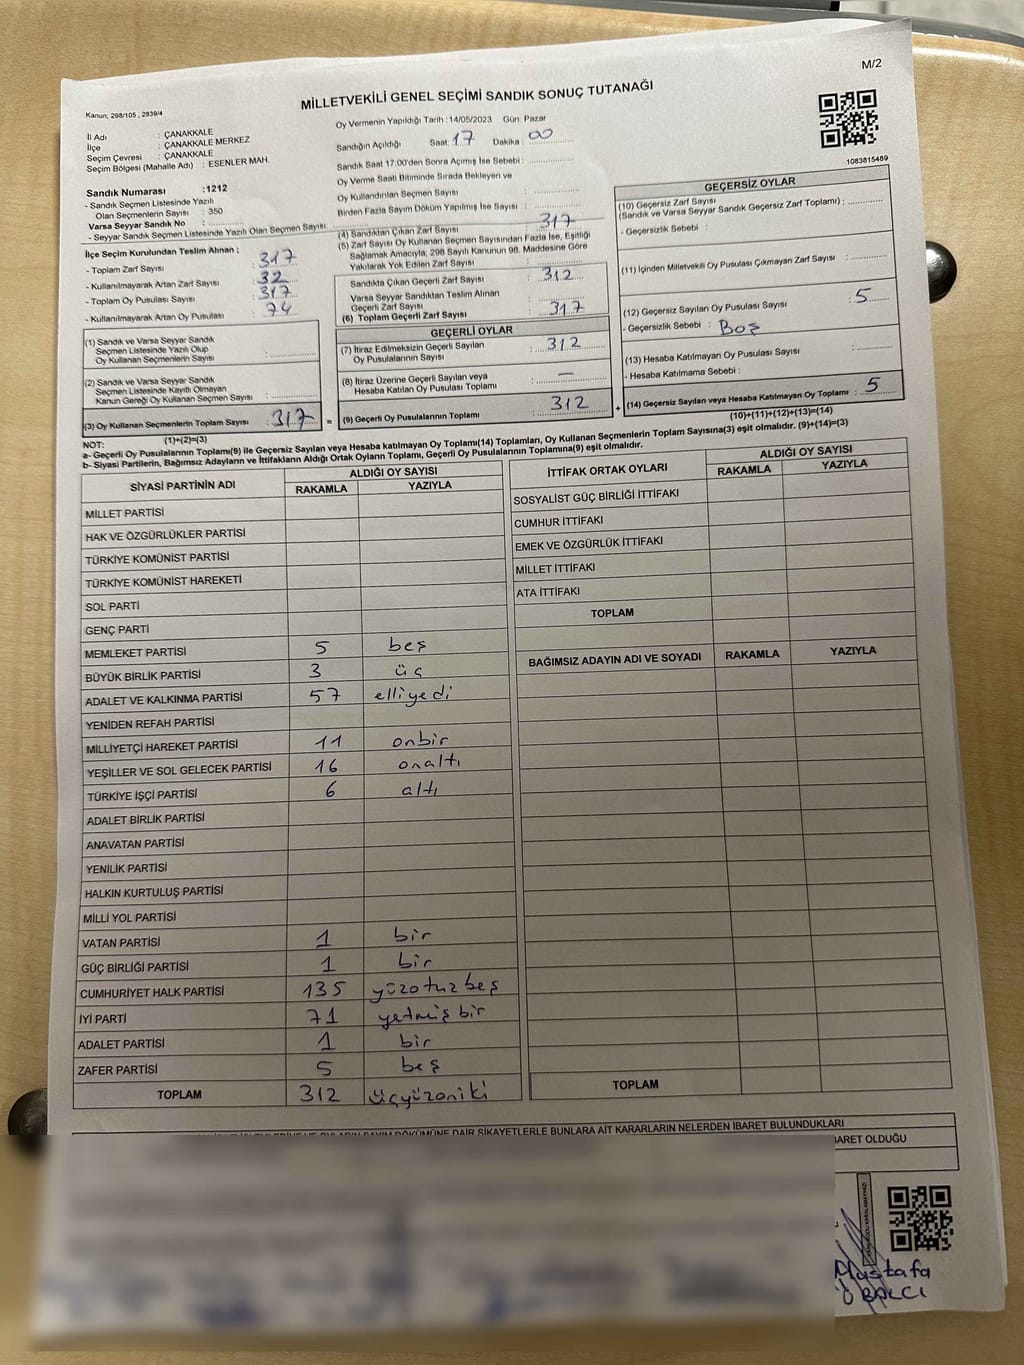 M/2
MİLLETVEKİLİ GENEL SEÇİMİ SANDIK SONUÇ TUTANAĞI
Kanun; 298/105 , 2839/4
İl Adı : ÇANAKKALE
İlçe : ÇANAKKALE MERKEZ
Seçim Çevresi : ÇANAKKALE
Seçim Bölgesi (Mahalle Adı) : ESENLER MAH.
Sandık Numarası :1212
- Sandık Seçmen Listesinde Yazılı
Olan Seçmenlerin Sayısı : 350
Varsa Seyyar Sandık No :
- Seyyar Sandık Seçmen Listesinde Yazılı Olan Seçmen Sayısı:
İlçe Seçim Kurulundan Teslim Alınan :
- Toplam Zarf Sayısı : 317
- Kullanılmayarak Artan Zarf Sayısı : 32
- Toplam Oy Pusulası Sayısı : 317
- Kullanılmayarak Artan Oy Pusulası : 74
(1) Sandık ve Varsa Seyyar Sandık
Seçmen Listesinde Yazılı Olup
Oy Kullanan Seçmenlerin Sayısı :
(2) Sandık ve Varsa Seyyar Sandık
Seçmen Listesinde Kayıtlı Olmayan
Kanun Gereği Oy Kullanan Seçmen Sayısı :
(3) Oy Kullanan Seçmenlerin Toplam Sayısı : 317 =
(1)+(2)=(3)
Oy Vermenin Yapıldığı Tarih :14/05/2023 Gün: Pazar
Sandığın Açıldığı Saat: 17 Dakika : 00
Sandık Saat 17:00'den Sonra Açımış İse Sebebi :
Oy Verme Saati Bitiminde Sırada Bekleyen ve
Oy Kullandırılan Seçmen Sayısı :
Birden Fazla Sayım Döküm Yapılmış İse Sayısı :
(4) Sandıktan Çıkan Zarf Sayısı : 317
(5) Zarf Sayısı Oy Kullanan Seçmen Sayısından Fazla İse, Eşitliği
Sağlamak Amacıyla, 298 Sayılı Kanunun 98. Maddesine Göre
Yakılarak Yok Edilen Zarf Sayısı :
Sandıkta Çıkan Geçerli Zarf Sayısı : 312
Varsa Seyyar Sandıktan Teslim Alınan
Geçerli Zarf Sayısı :
(6) Toplam Geçerli Zarf Sayısı : 317
GEÇERLİ OYLAR
(7) İtiraz Edilmeksizin Geçerli Sayılan
Oy Pusulalarının Sayısı : 312
(8) İtiraz Üzerine Geçerli Sayılan veya
Hesaba Katılan Oy Pusulası Toplamı : —
(9) Geçerli Oy Pusulalarının Toplamı : 312 +
1083815489
GEÇERSİZ OYLAR
(10) Geçersiz Zarf Sayısı
(Sandık ve Varsa Seyyar Sandık Geçersiz Zarf Toplamı) :
- Geçersizlik Sebebi :
(11) İçinden Milletvekili Oy Pusulası Çıkmayan Zarf Sayısı :
(12) Geçersiz Sayılan Oy Pusulası Sayısı : 5
- Geçersizlik Sebebi : Boş
(13) Hesaba Katılmayan Oy Pusulası Sayısı :
- Hesaba Katılmama Sebebi :
(14) Geçersiz Sayılan veya Hesaba Katılmayan Oy Toplamı : 5
(10)+(11)+(12)+(13)=(14)
NOT:
a- Geçerli Oy Pusulalarının Toplamı(9) ile Geçersiz Sayılan veya Hesaba katılmayan Oy Toplamı(14) Toplamları, Oy Kullanan Seçmenlerin Toplam Sayısına(3) eşit olmalıdır. (9)+(14)=(3)
b- Siyasi Partilerin, Bağımsız Adayların ve İttifakların Aldığı Ortak Oyların Toplamı, Geçerli Oy Pusulalarının Toplamına(9) eşit olmalıdır.
SİYASİ PARTİNİN ADI ALDIĞI OY SAYISI
RAKAMLA YAZIYLA
MİLLET PARTİSİ
HAK VE ÖZGÜRLÜKLER PARTİSİ
TÜRKİYE KOMÜNİST PARTİSİ
TÜRKİYE KOMÜNİST HAREKETİ
SOL PARTİ
GENÇ PARTİ
MEMLEKET PARTİSİ 5 beş
BÜYÜK BİRLİK PARTİSİ 3 üç
ADALET VE KALKINMA PARTİSİ 57 elliyedi
YENİDEN REFAH PARTİSİ
MİLLİYETÇİ HAREKET PARTİSİ 11 onbir
YEŞİLLER VE SOL GELECEK PARTİSİ 16 onaltı
TÜRKİYE İŞÇİ PARTİSİ 6 altı
ADALET BİRLİK PARTİSİ
ANAVATAN PARTİSİ
YENİLİK PARTİSİ
HALKIN KURTULUŞ PARTİSİ
MİLLİ YOL PARTİSİ
VATAN PARTİSİ 1 bir
GÜÇ BİRLİĞİ PARTİSİ 1 bir
CUMHURİYET HALK PARTİSİ 135 yüzotuzbeş
İYİ PARTİ 71 yetmiş bir
ADALET PARTİSİ 1 bir
ZAFER PARTİSİ 5 beş
TOPLAM 312 üçyüzoniki
İTTİFAK ORTAK OYLARI ALDIĞI OY SAYISI
RAKAMLA YAZIYLA
SOSYALİST GÜÇ BİRLİĞİ İTTİFAKI
CUMHUR İTTİFAKI
EMEK VE ÖZGÜRLÜK İTTİFAKI
MİLLET İTTİFAKI
ATA İTTİFAKI
TOPLAM
BAĞIMSIZ ADAYIN ADI VE SOYADI RAKAMLA YAZIYLA
TOPLAM
OYLARIN SAYIM DÖKÜMÜNE DAİR ŞİKAYETLERLE BUNLARA AİT KARARLARIN NELERDEN İBARET BULUNDUKLARI
İBARET OLDUĞU
Mustafa
BALCI